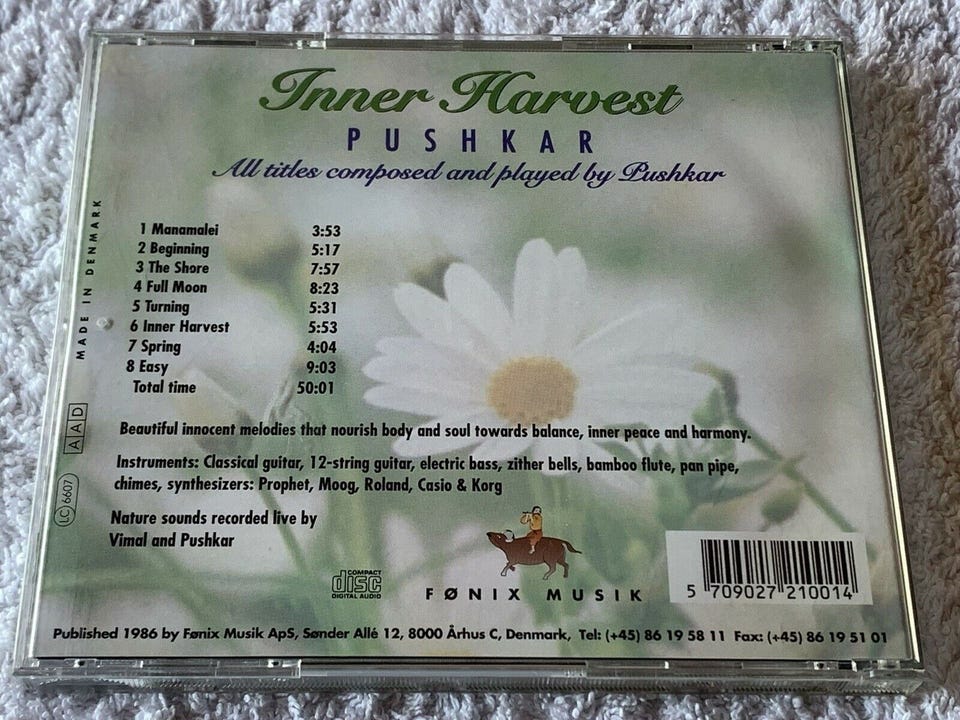 Inner Harvest
PUSHKAR
All titles composed and played by Pushkar
MADE IN DENMARK
1 Manamalei 3:53
2 Beginning 5:17
3 The Shore 7:57
4 Full Moon 8:23
5 Turning 5:31
6 Inner Harvest 5:53
7 Spring 4:04
8 Easy 9:03
Total time 50:01
AAD
LC 6607
Beautiful innocent melodies that nourish body and soul towards balance, inner peace and harmony.
Instruments: Classical guitar, 12-string guitar, electric bass, zither bells, bamboo flute, pan pipe,
chimes, synthesizers: Prophet, Moog, Roland, Casio & Korg
Nature sounds recorded live by
Vimal and Pushkar
COMPACT
disc
DIGITAL AUDIO
FØNIX MUSIK
5 709027 210014
Published 1986 by Fønix Musik ApS, Sønder Allé 12, 8000 Århus C, Denmark, Tel: (+45) 86 19 58 11 Fax: (+45) 86 19 51 01